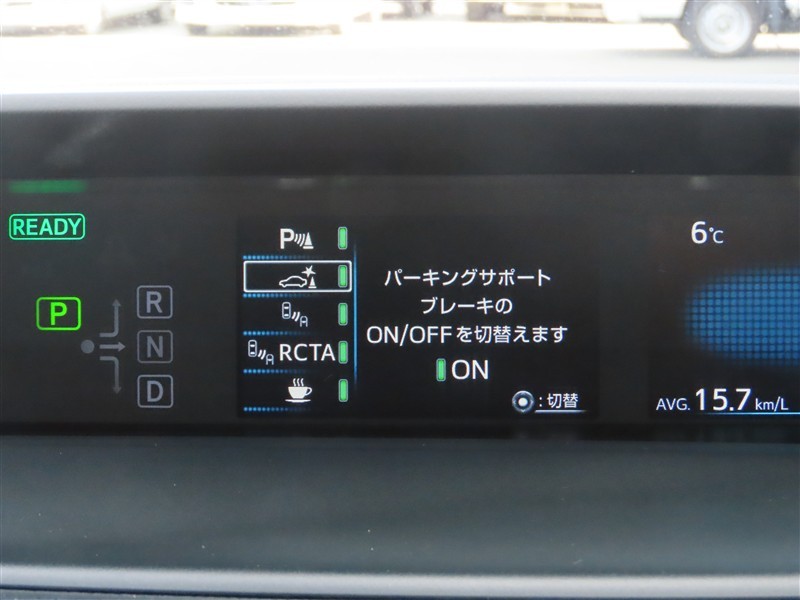 READY
P
R
N
D
P
RCTA
パーキングサポート
ブレーキの
ON/OFFを切替えます
ON
:切替
6℃
AVG. 15.7 km/L